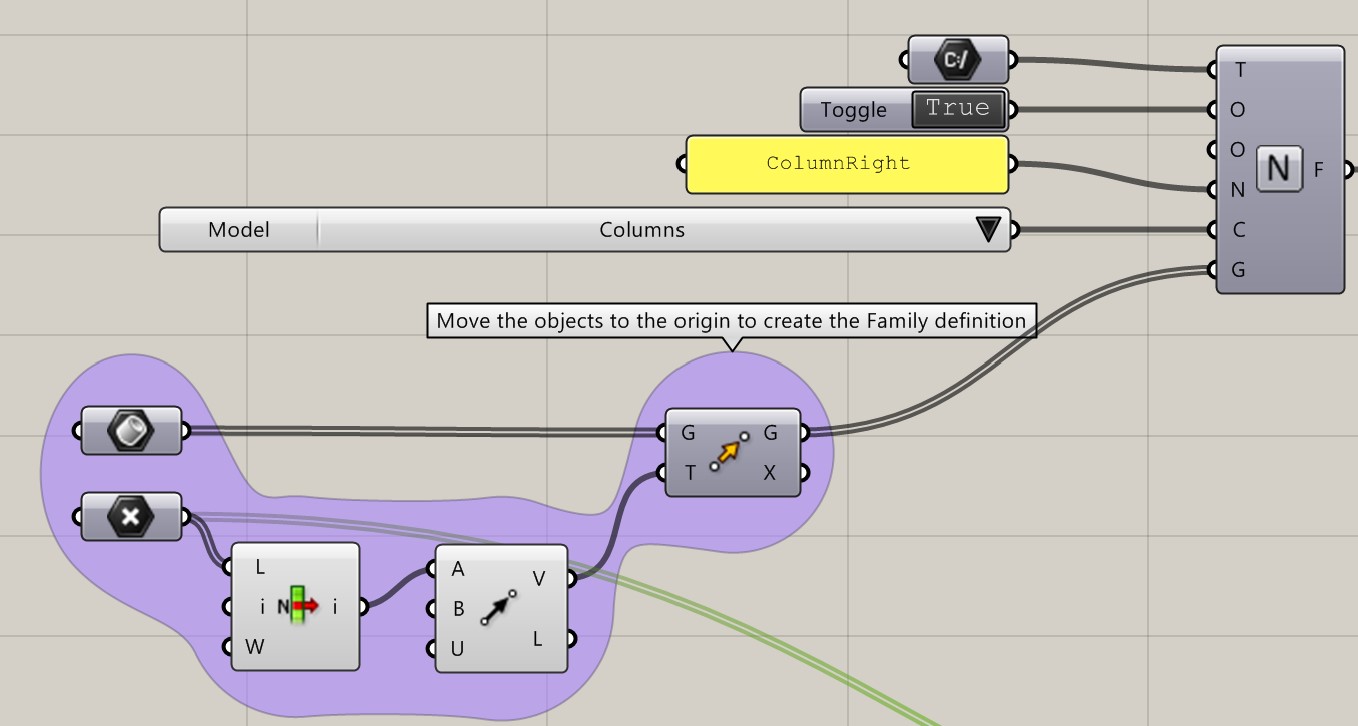 C:/
T
Toggle True
O
O
ColumnRight
N
N
F
Model Columns
C
G
Move the objects to the origin to create the Family definition
G G
T X
L
i N i
W
A V
B
U L